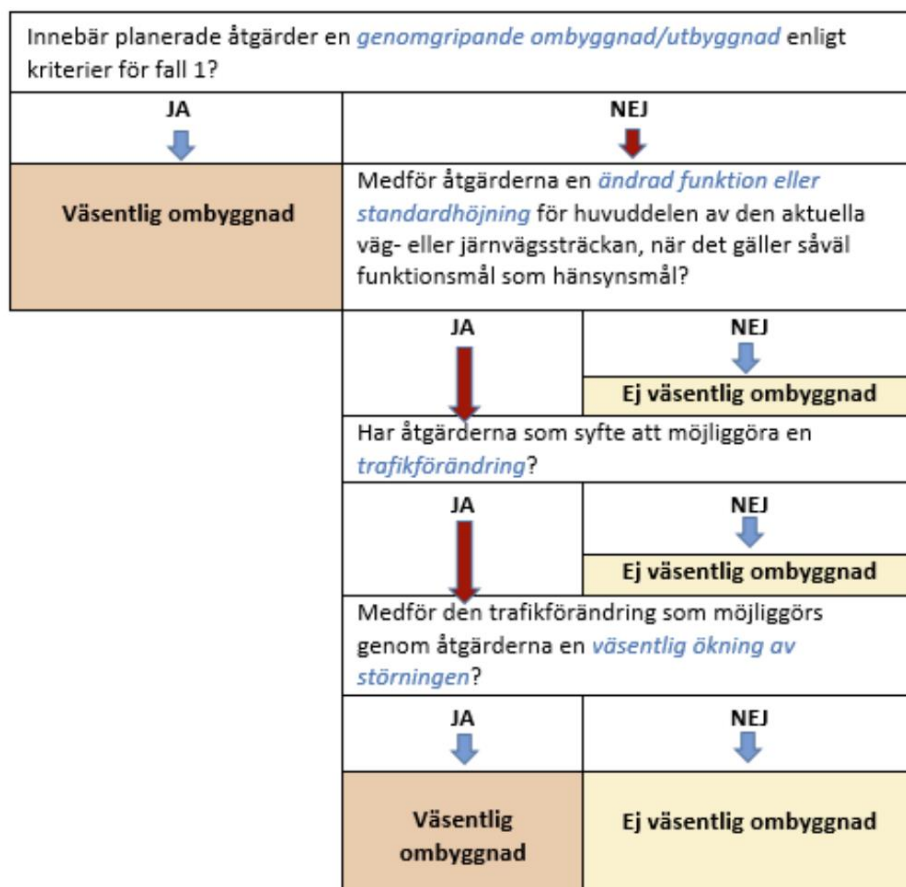 Innebär planerade åtgärder en genomgripande ombyggnad/utbyggnad enligt
kriterier för fall 1?
JA
NEJ
Väsentlig ombyggnad
Medför åtgärderna en ändrad funktion eller
standardhöjning för huvuddelen av den aktuella
väg- eller järnvägssträckan, när det gäller såväl
funktionsmål som hänsynsmål?
JA
NEJ
Ej väsentlig ombyggnad
Har åtgärderna som syfte att möjliggöra en
trafikförändring?
JA
NEJ
Ej väsentlig ombyggnad
Medför den trafikförändring som möjliggörs
genom åtgärderna en väsentlig ökning av
störningen?
JA
NEJ
Väsentlig
ombyggnad
Ej väsentlig ombyggnad